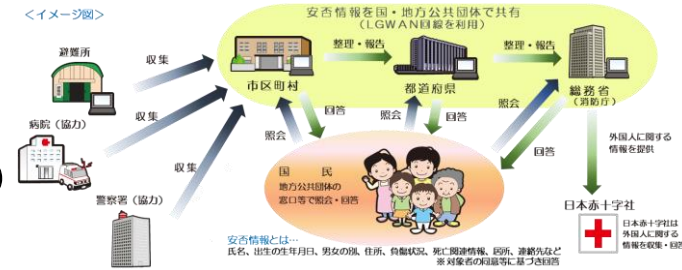 <イメージ図>
安否情報を国・地方公共団体で共有
(LGWAN回線を利用)
避難所
収集
整理・報告
整理・報告
市区町村
都道府県
総務省
(消防庁)
病院(協力)
収集
照会
回答
照会
回答
照会
回答
外国人に関する
情報を提供
収集
警察署(協力)
国 民
地方公共団体の
窓口等で照会・回答
日本赤十字社
日本赤十字社は
外国人に関する
情報を収集・回答
安否情報とは…
氏名、出生の生年月日、男女の別、住所、負傷状況、死亡関連情報、居所、連絡先など
※ 対象者の同意等に基づき回答